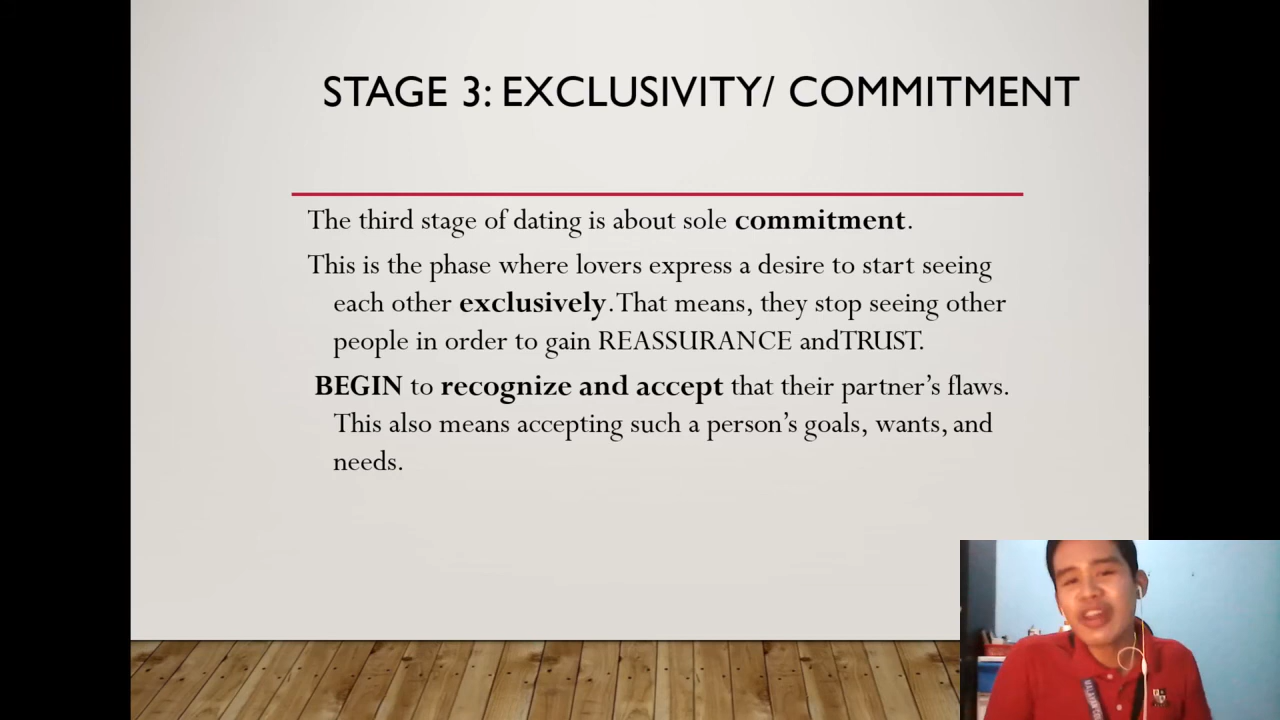 STAGE 3: EXCLUSIVITY/ COMMITMENT
The third stage of dating is about sole commitment.
This is the phase where lovers express a desire to start seeing
each other exclusively. That means, they stop seeing other
people in order to gain REASSURANCE andTRUST.
BEGIN to recognize and accept that their partner’s flaws.
This also means accepting such a person’s goals, wants, and
needs.